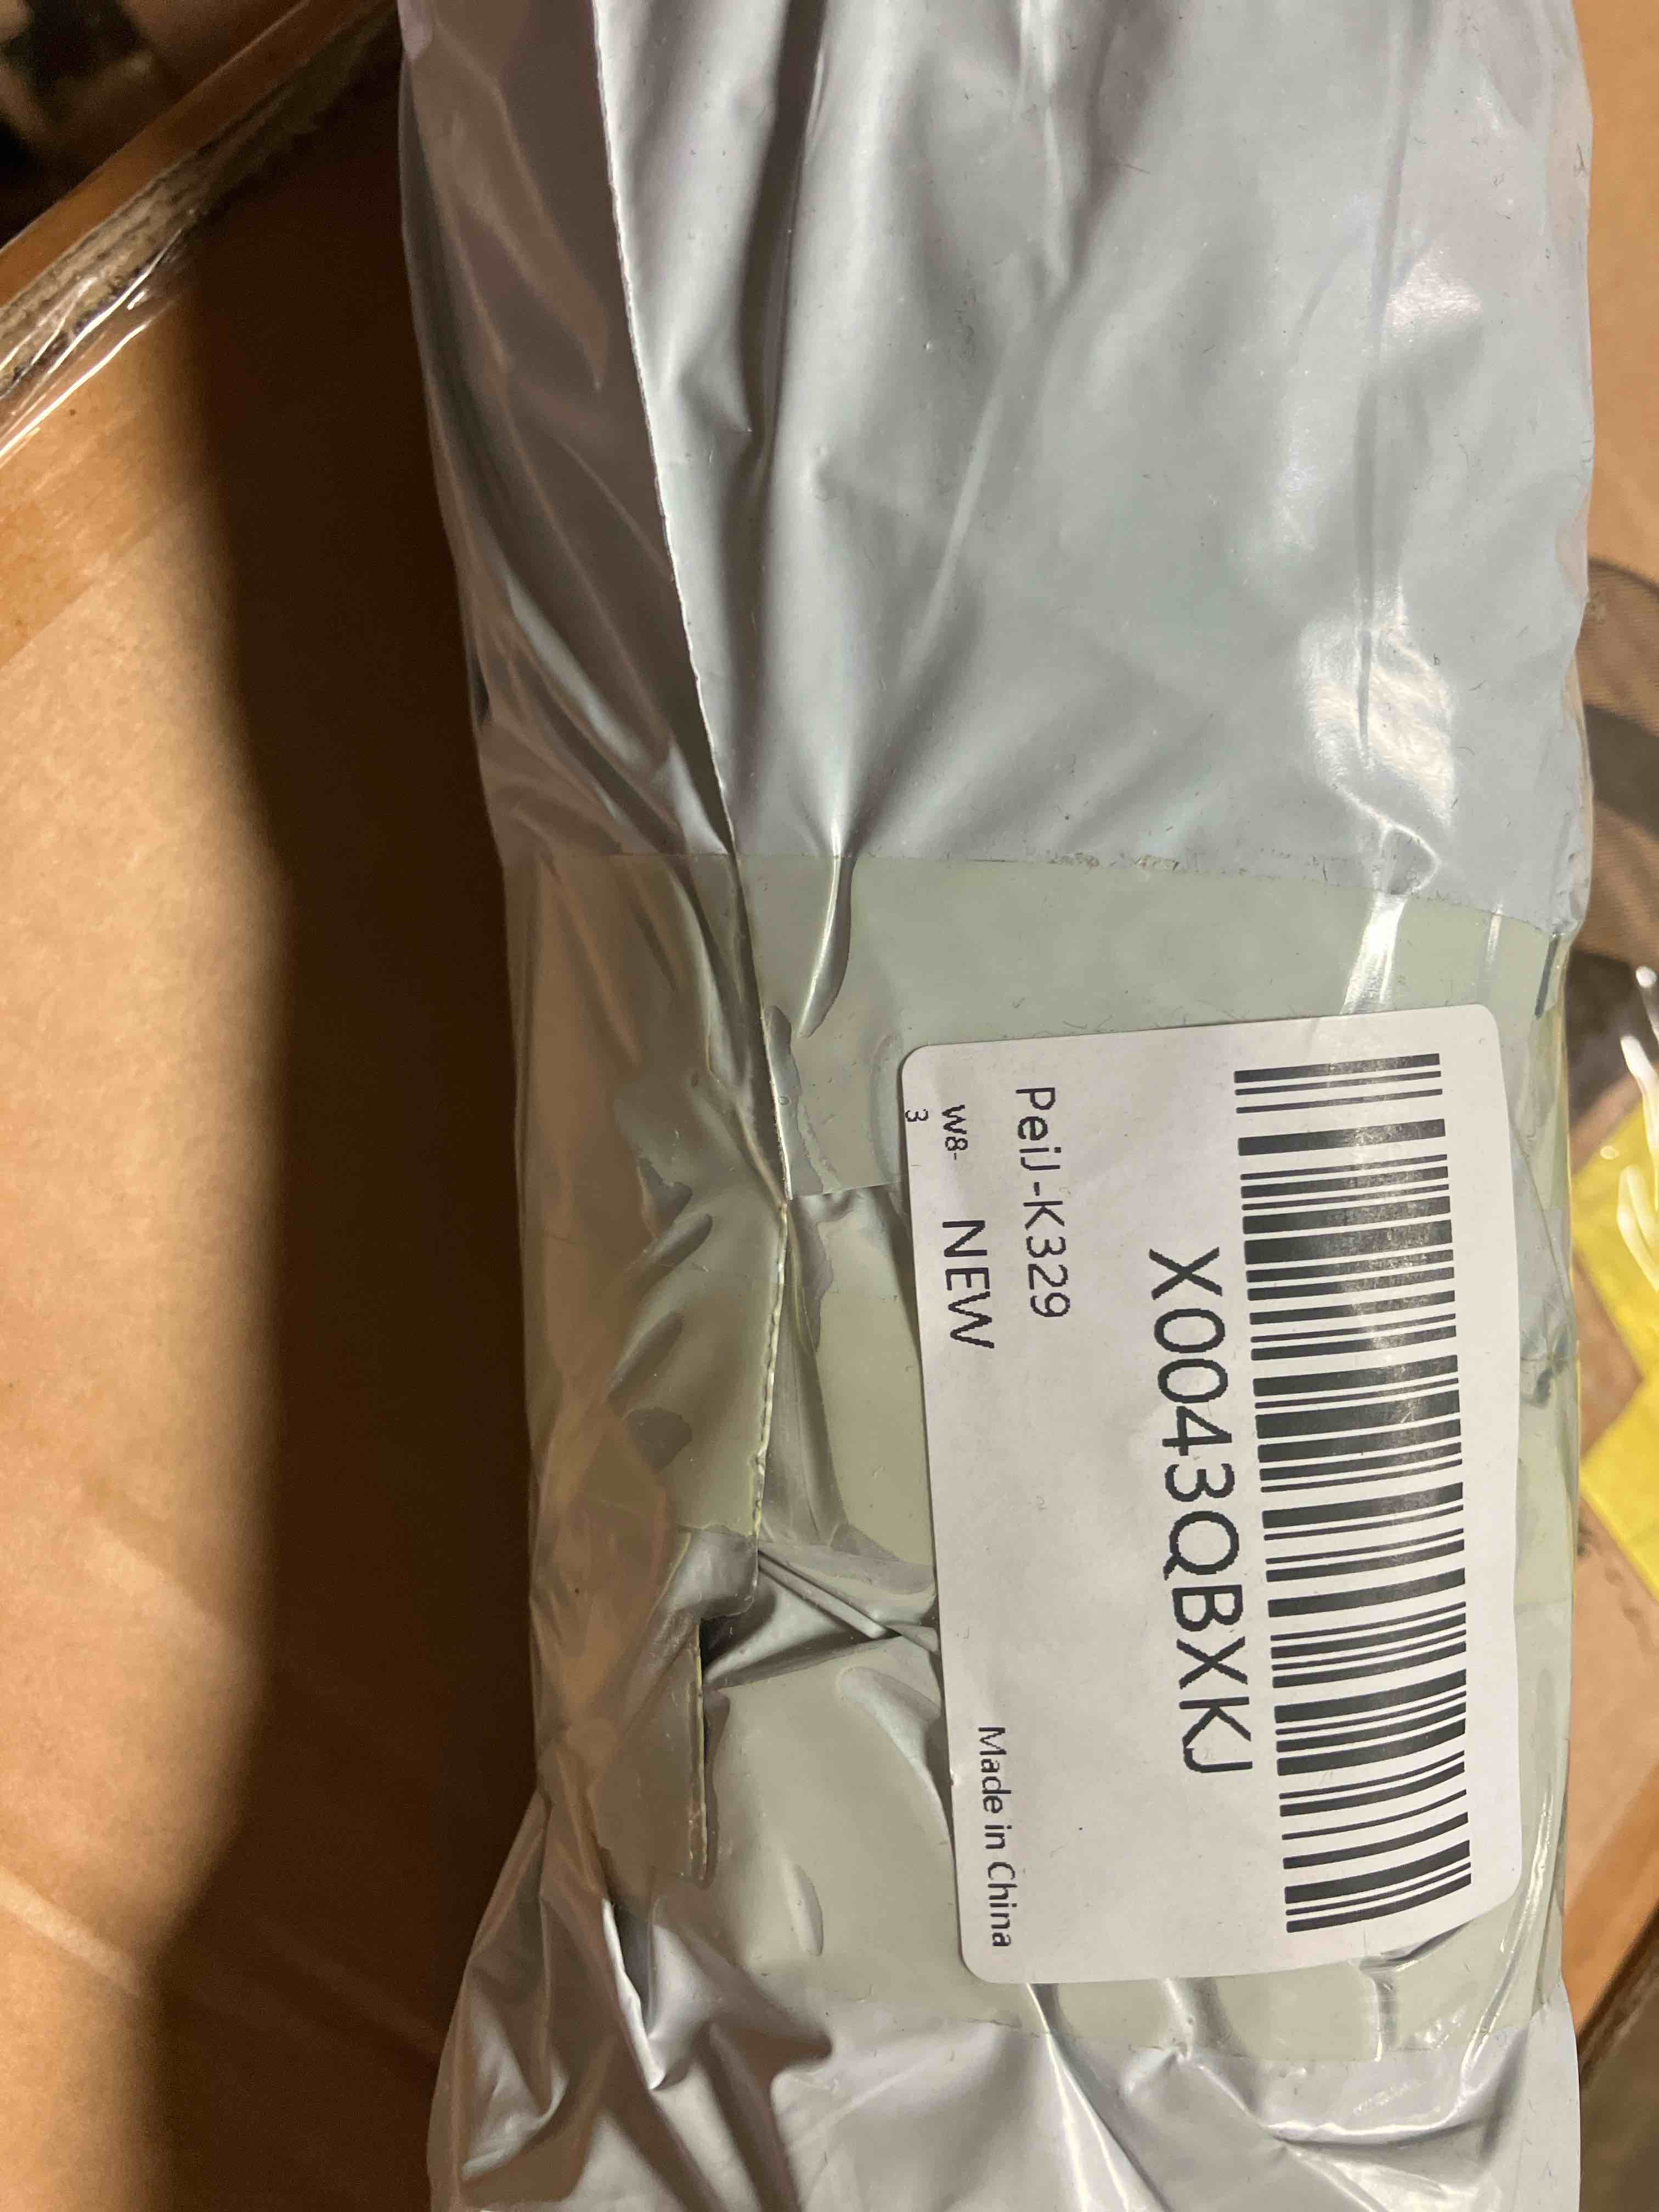 X0043QBXKJ
PeiJ-K329
W8-
3
NEW
Made in China